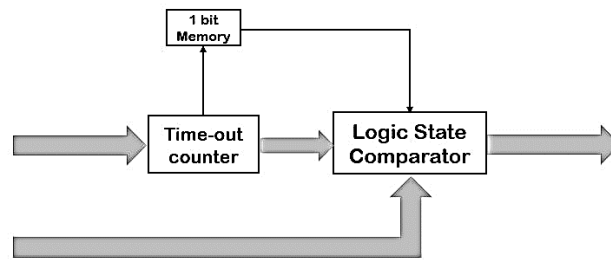 1 bit
Memory
Time-out
counter
Logic State
Comparator